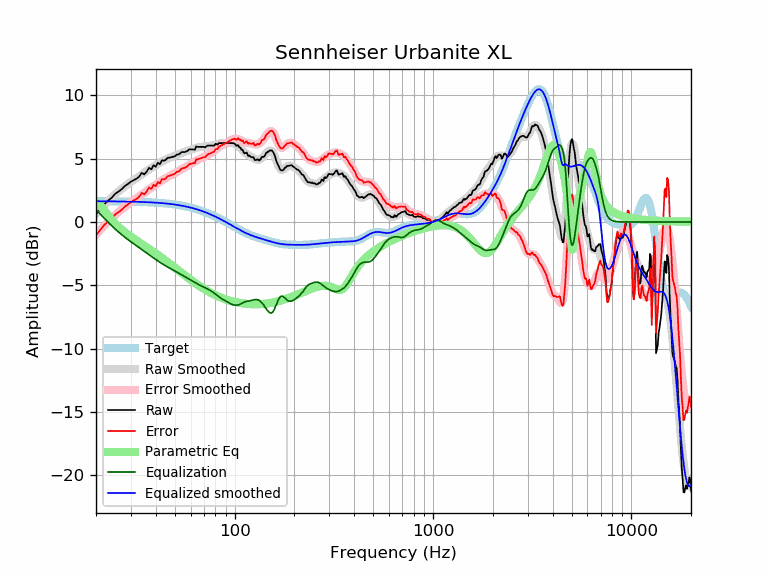 Sennheiser Urbanite XL
Amplitude (dBr)
10
5
0
−5
−10
−15
−20
Target
Raw Smoothed
Error Smoothed
Raw
Error
Parametric Eq
Equalization
Equalized smoothed
100
1000
10000
Frequency (Hz)